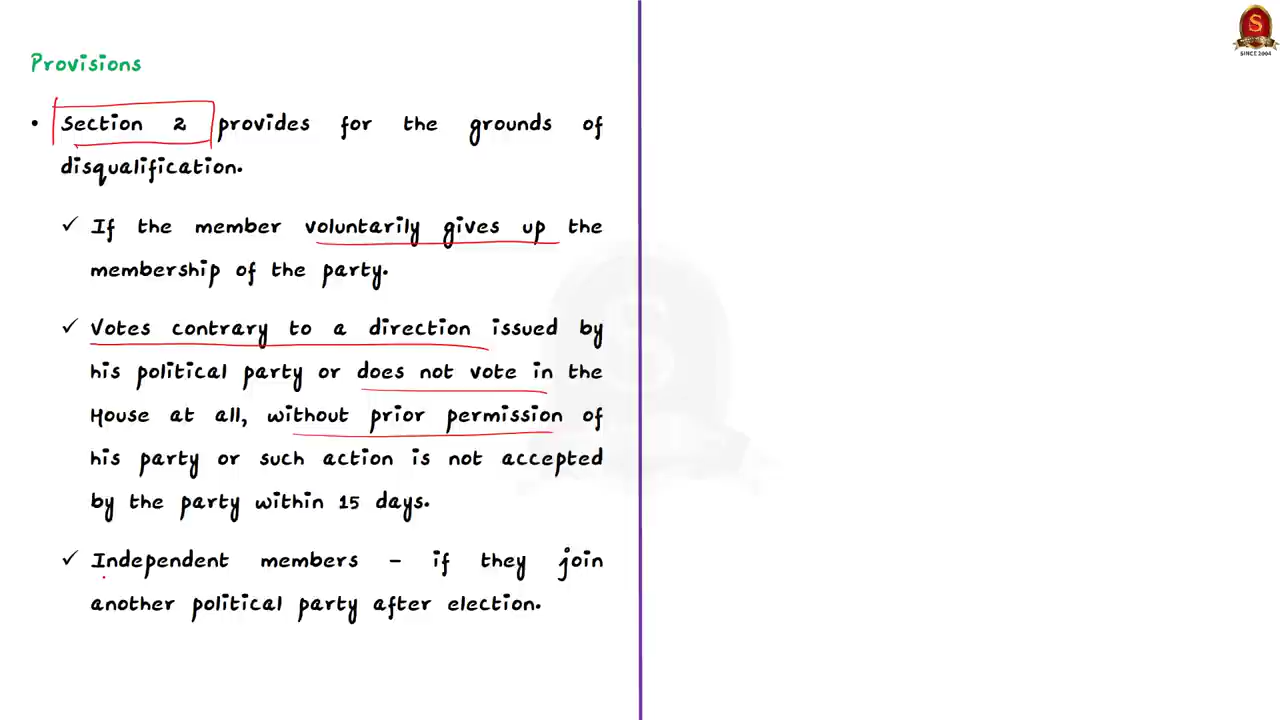 Provisions
• Section 2 provides for the grounds of
disqualification.
✓ If the member voluntarily gives up the
membership of the party.
✓ Votes contrary to a direction issued by
his political party or does not vote in the
House at all, without prior permission of
his party or such action is not accepted
by the party within 15 days.
✓ Independent members - if they join
another political party after election.
S
SINCE 2004